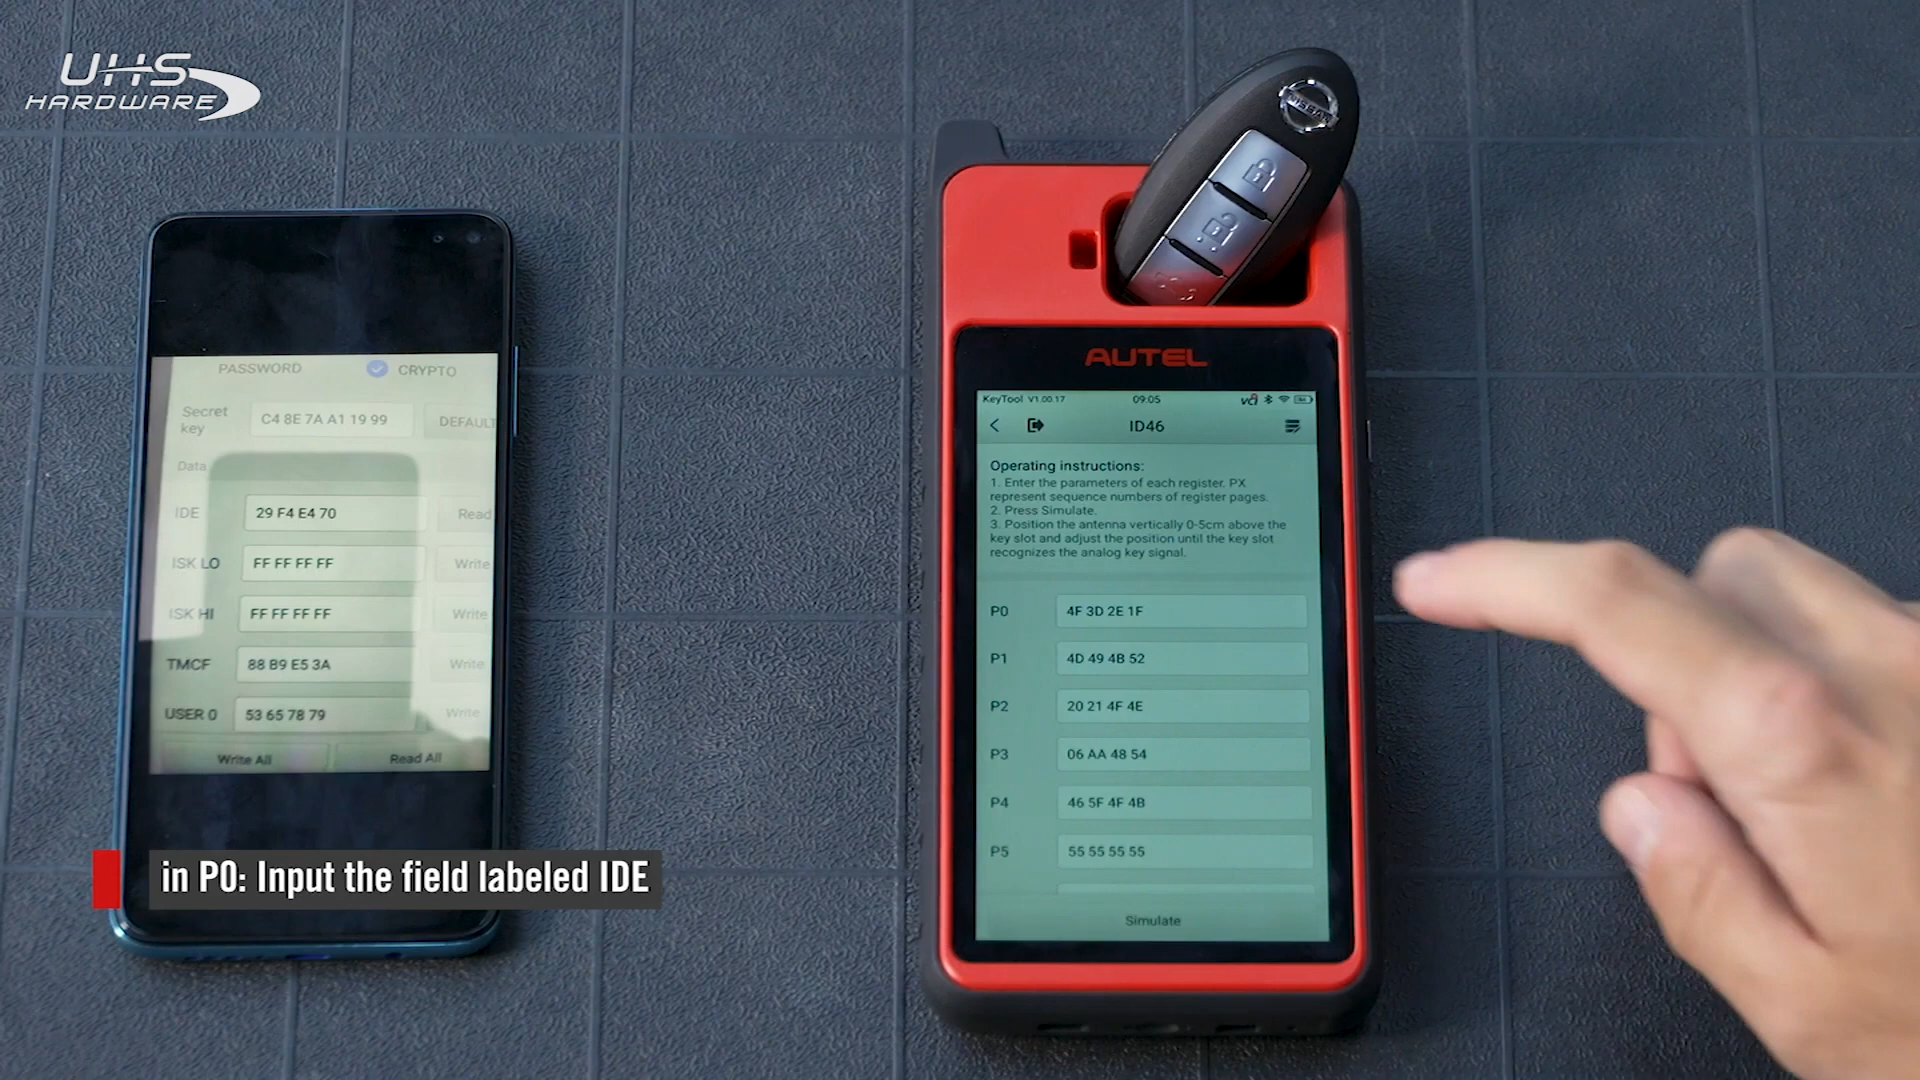 UHS
HARDWARE
NISSAN
PASSWORD
CRYPTO
Secret
key
C4 8E 7A A1 19 99
DEFAULT
Data
IDE
29 F4 E4 70
Read
ISK LO
FF FF FF FF
Write
ISK HI
FF FF FF FF
Write
TMCF
88 B9 E5 3A
Write
USER 0
53 65 78 79
Write
Write All
Read All
AUTEL
KeyTool V1.00.17
09:05
VCI
ID46
Operating instructions:
1. Enter the parameters of each register. PX
represent sequence numbers of register pages.
2. Press Simulate.
3. Position the antenna vertically 0-5cm above the
key slot and adjust the position until the key slot
recognizes the analog key signal.
P0
4F 3D 2E 1F
P1
4D 49 4B 52
P2
20 21 4F 4E
P3
06 AA 48 54
P4
46 5F 4F 4B
P5
55 55 55 55
Simulate
in P0: Input the field labeled IDE